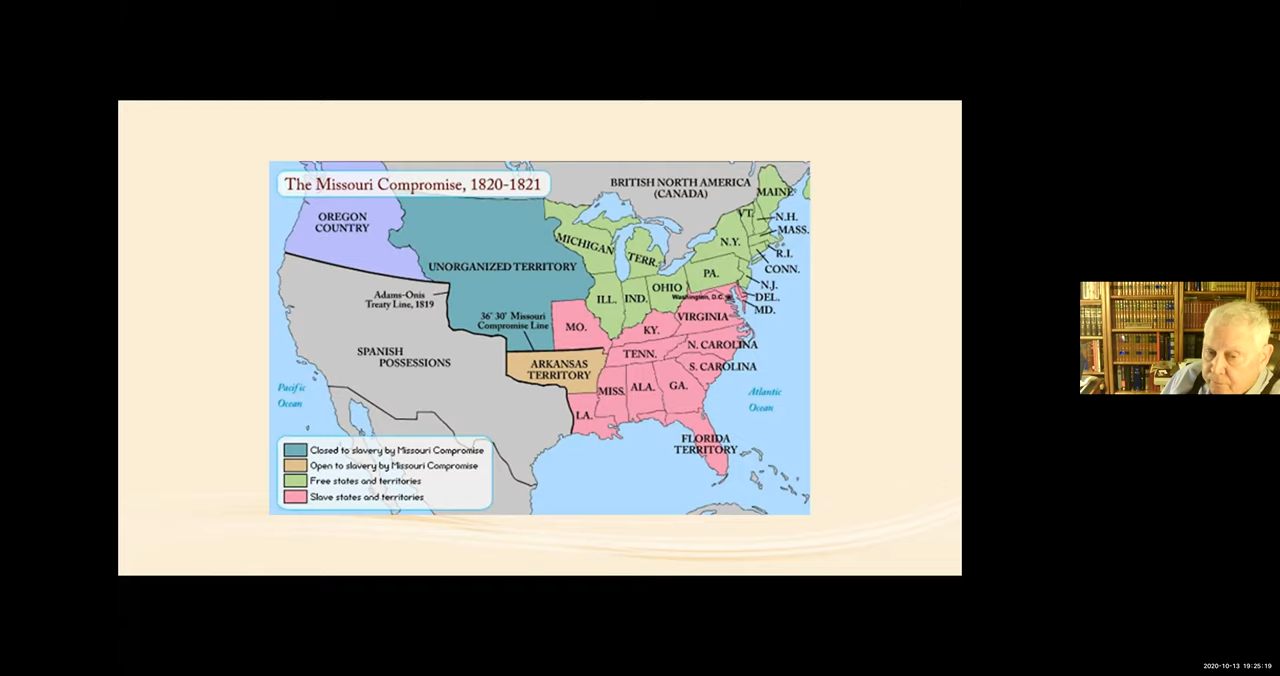 The Missouri Compromise, 1820-1821
BRITISH NORTH AMERICA
(CANADA)
MAINE
OREGON
COUNTRY
VT.
N.H.
MASS.
N.Y.
MICHIGAN
TERR.
R.I.
CONN.
UNORGANIZED TERRITORY
PA.
N.J.
OHIO
DEL.
Washington, D.C.
MD.
Adams-Onis
Treaty Line, 1819
ILL.
IND.
36° 30' Missouri
Compromise Line
MO.
VIRGINIA
KY.
SPANISH
POSSESSIONS
N. CAROLINA
TENN.
ARKANSAS
TERRITORY
S. CAROLINA
MISS.
ALA.
GA.
Pacific
Ocean
Atlantic
Ocean
LA.
FLORIDA
TERRITORY
Closed to slavery by Missouri Compromise
Open to slavery by Missouri Compromise
Free states and territories
Slave states and territories
2020-10-13 19:25:19